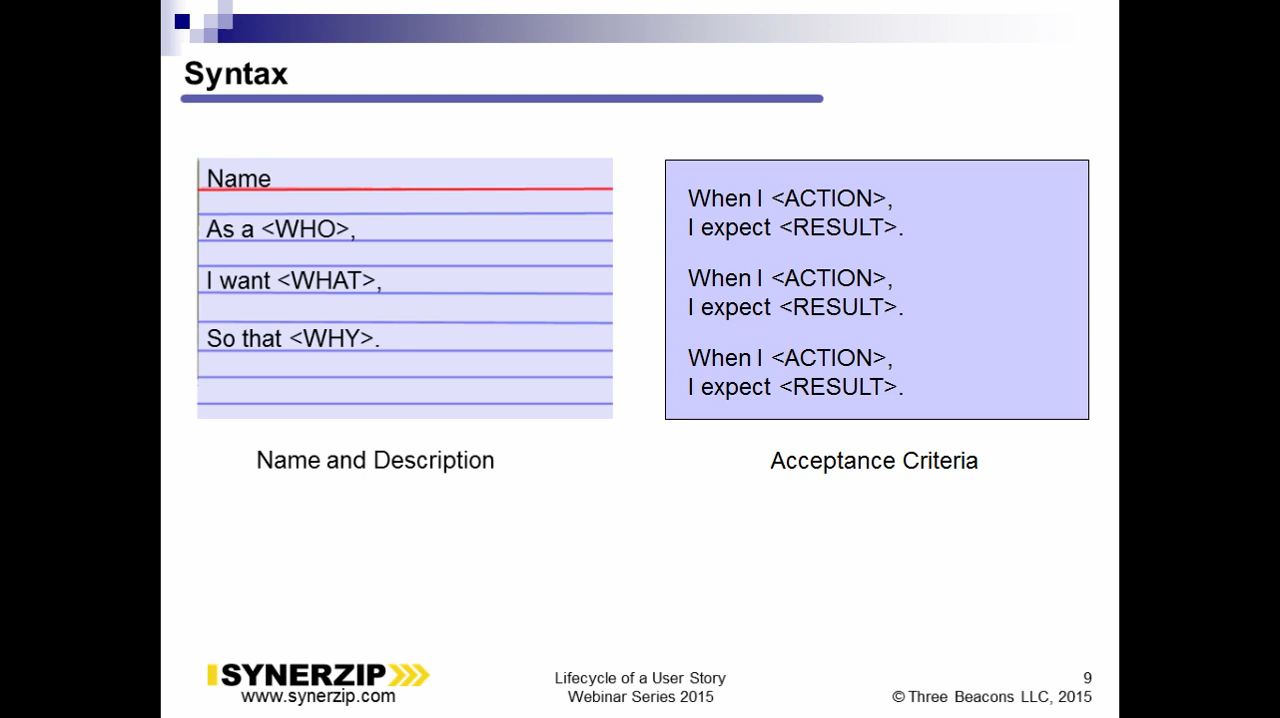 Syntax
Name
As a <WHO>,
I want <WHAT>,
So that <WHY>.
Name and Description
When I <ACTION>,
I expect <RESULT>.
When I <ACTION>,
I expect <RESULT>.
When I <ACTION>,
I expect <RESULT>.
Acceptance Criteria
SYNERZIP
www.synerzip.com
Lifecycle of a User Story
Webinar Series 2015
9
© Three Beacons LLC, 2015